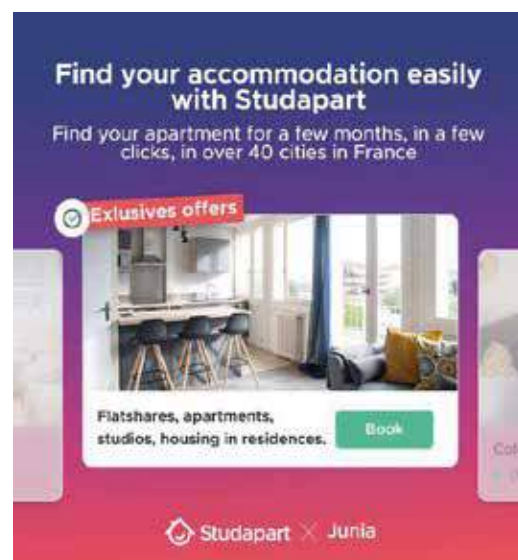 Find your accommodation easily
with Studapart
Find your apartment for a few months, in a few
clicks, in over 40 cities in France
Exlusives offers
Flatshares, apartments,
studios, housing in residences.
Book
Studapart X Junia